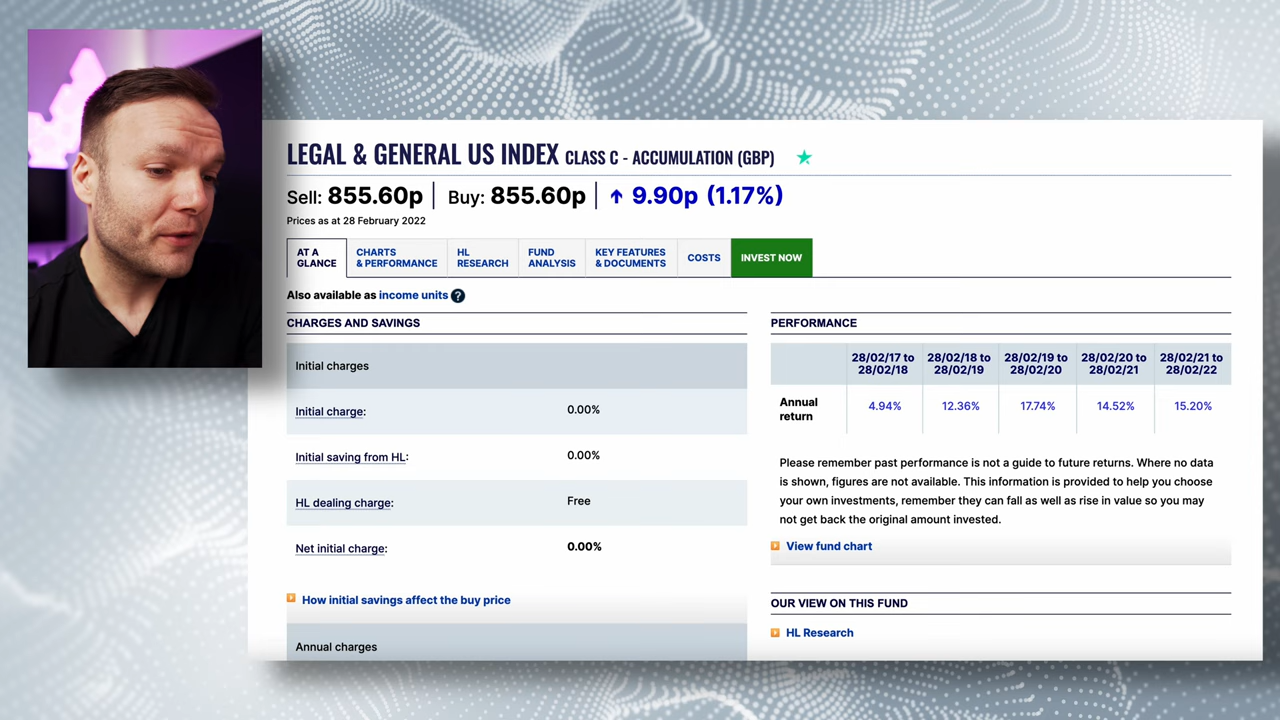 LEGAL & GENERAL US INDEX CLASS C - ACCUMULATION (GBP)
Sell: 855.60p Buy: 855.60p 9.90p (1.17%)
Prices as at 28 February 2022
AT A GLANCE
CHARTS & PERFORMANCE
HL RESEARCH
FUND ANALYSIS
KEY FEATURES & DOCUMENTS
COSTS
INVEST NOW
Also available as income units ?
CHARGES AND SAVINGS
Initial charges
Initial charge: 0.00%
Initial saving from HL: 0.00%
HL dealing charge: Free
Net initial charge: 0.00%
How initial savings affect the buy price
Annual charges
PERFORMANCE
28/02/17 to 28/02/18 28/02/18 to 28/02/19 28/02/19 to 28/02/20 28/02/20 to 28/02/21 28/02/21 to 28/02/22
Annual return 4.94% 12.36% 17.74% 14.52% 15.20%
Please remember past performance is not a guide to future returns. Where no data
is shown, figures are not available. This information is provided to help you choose
your own investments, remember they can fall as well as rise in value so you may
not get back the original amount invested.
View fund chart
OUR VIEW ON THIS FUND
HL Research